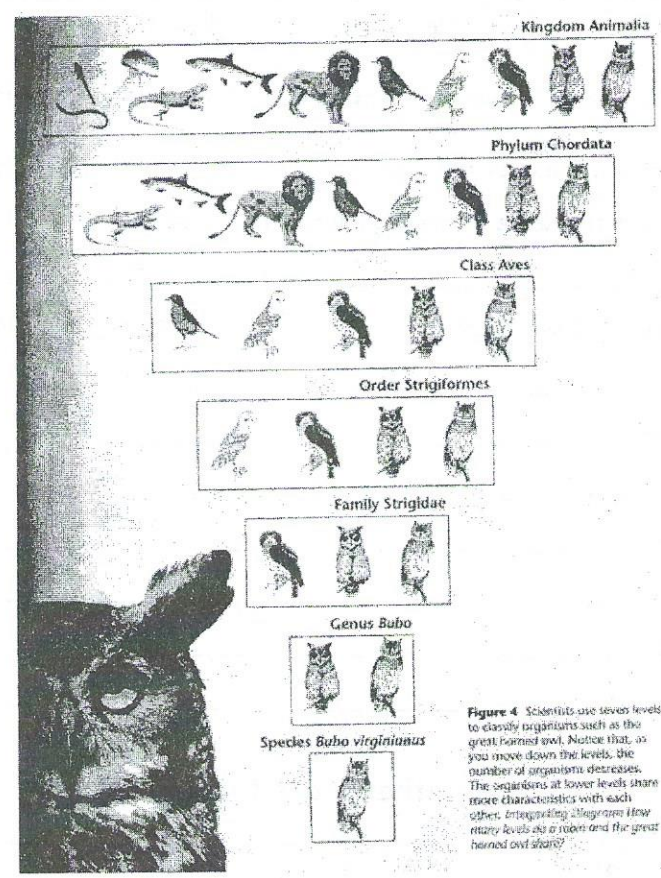 Kingdom Animalia
Phylum Chordata
Class Aves
Order Strigiformes
Family Strigidae
Genus Bubo
Species Bubo virginianus
Figure 4 Scientists use seven levels
to classify organisms such as the
great horned owl. Notice that, as
you move down the levels, the
number of organisms decreases.
The organisms at lower levels share
more characteristics with each
other. Interpreting Diagrams How
many levels do a robin and the great
horned owl share?